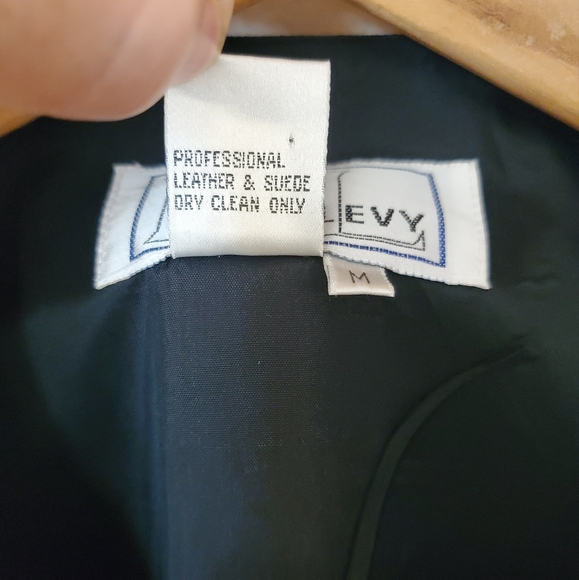 PROFESSIONAL
LEATHER & SUEDE
DRY CLEAN ONLY
LEVY
M